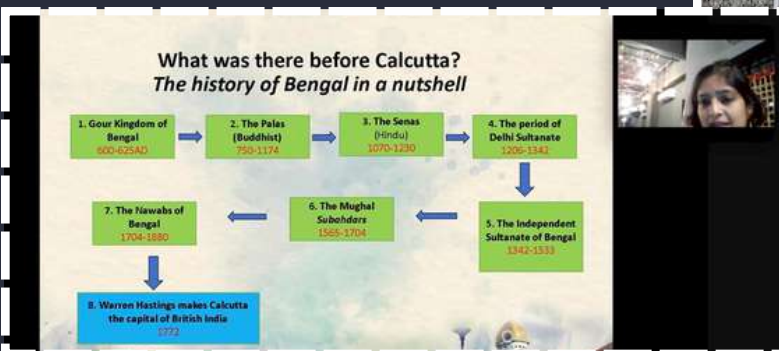 What was there before Calcutta?
The history of Bengal in a nutshell
1. Gour Kingdom of
Bengal
600-625AD
2. The Palas
(Buddhist)
750-1174
3. The Senas
(Hindu)
1070-1230
4. The period of
Delhi Sultanate
1206-1342
5. The Independent
Sultanate of Bengal
1342-1533
6. The Mughal
Subahdars
1565-1704
7. The Nawabs of
Bengal
1704-1880
8. Warren Hastings makes Calcutta
the capital of British India
1772